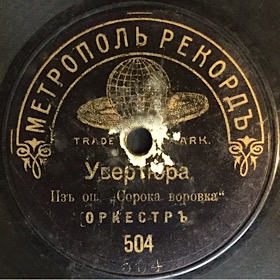 МЕТРОПОЛЬ РЕКОРДЪ
TRADE MARK.
Увертюра
Изъ оп. „Сорока воровка“
ОРКЕСТРЪ
504
504